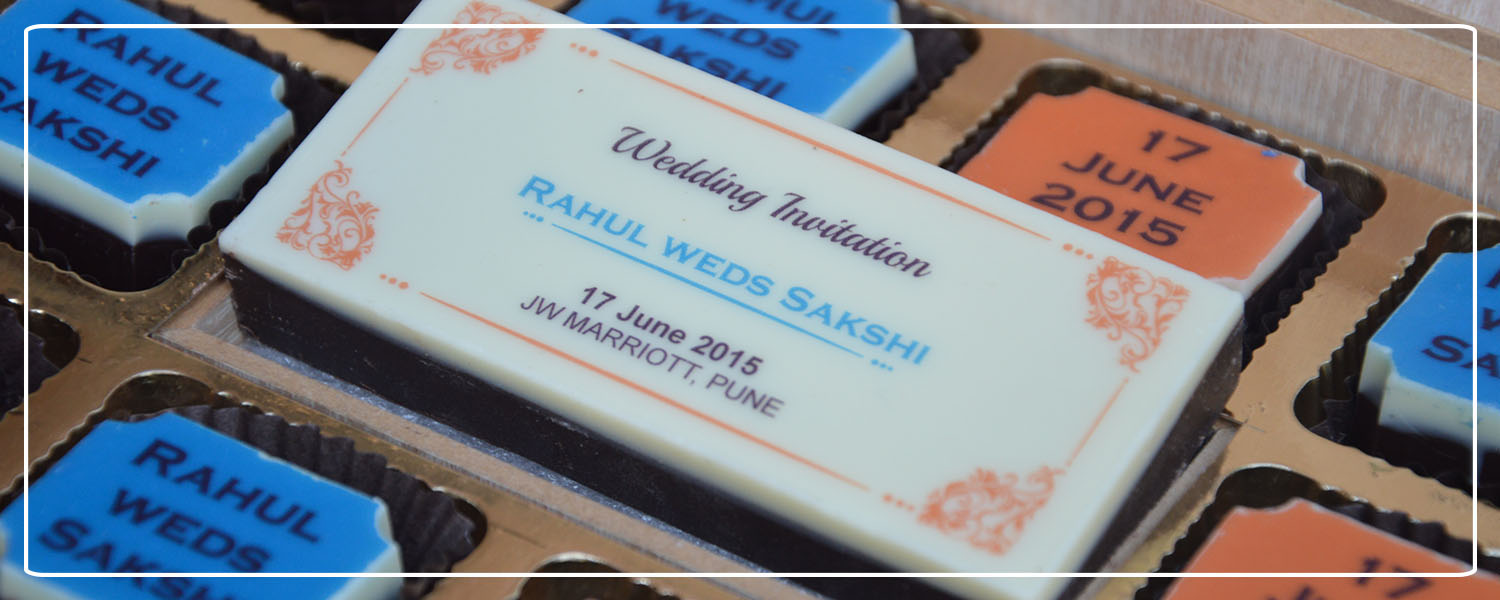 RAHUL
WEDS
SAKSHI
WEDS
SAKSHI
Wedding Invitation
RAHUL WEDS SAKSHI
17 June 2015
JW MARRIOTT, PUNE
17
JUNE
2015
RAHUL
WEDS
17